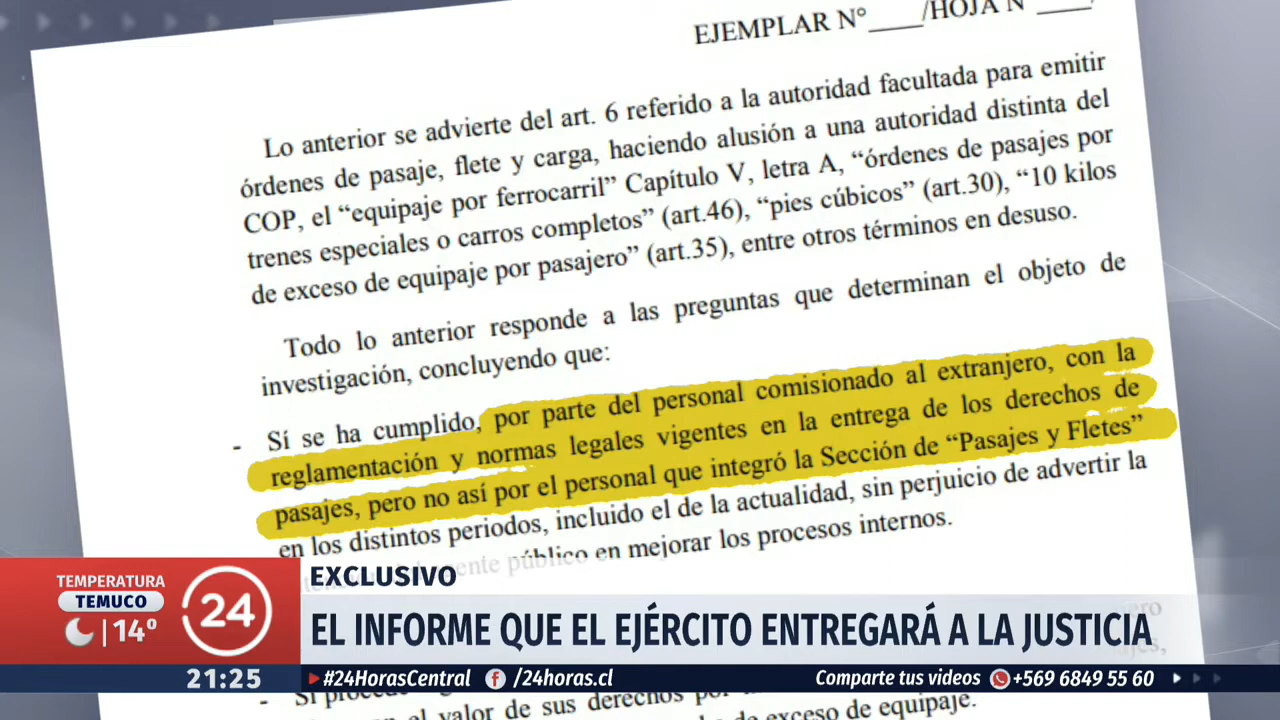 EJEMPLAR N° ____/HOJA N° ____/
Lo anterior se advierte del art. 6 referido a la autoridad facultada para emitir
órdenes de pasaje, flete y carga, haciendo alusión a una autoridad distinta del
COP, el “equipaje por ferrocarril” Capítulo V, letra A, “órdenes de pasajes por
trenes especiales o carros completos” (art.46), “pies cúbicos” (art.30), “10 kilos
de exceso de equipaje por pasajero” (art.35), entre otros términos en desuso.
Todo lo anterior responde a las preguntas que determinan el objeto de
investigación, concluyendo que:
- Sí se ha cumplido, por parte del personal comisionado al extranjero, con la
reglamentación y normas legales vigentes en la entrega de los derechos de
pasajes, pero no así por el personal que integró la Sección de “Pasajes y Fletes”
en los distintos periodos, incluido el de la actualidad, sin perjuicio de advertir la
público en mejorar los procesos internos.
- Sí
el valor de sus derechos
de exceso de equipaje.
TEMPERATURA
TEMUCO
14°
24
EXCLUSIVO
EL INFORME QUE EL EJÉRCITO ENTREGARÁ A LA JUSTICIA
21:25
#24HorasCentral
f /24horas.cl
Comparte tus videos +569 6849 55 60